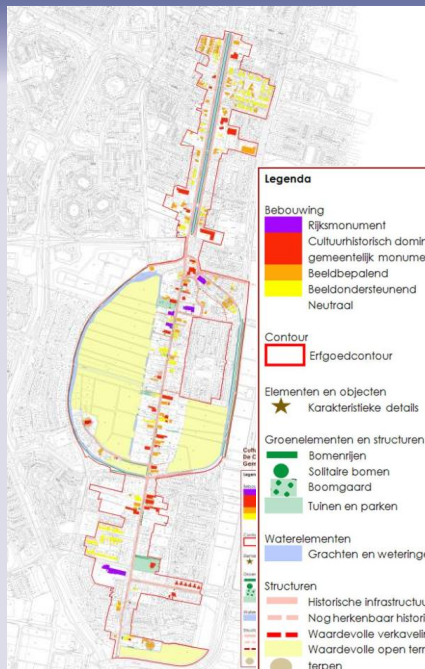 Legenda
Bebouwing
Rijksmonument
Cultuurhistorisch domin
gemeentelijk monume
Beeldbepalend
Beeldondersteunend
Neutraal
Contour
Erfgoedcontour
Elementen en objecten
Karakteristieke details
Groenelementen en structuren
Bomenrijen
Solitaire bomen
Boomgaard
Tuinen en parken
Waterelementen
Grachten en weteringe
Structuren
Historische infrastructuu
Nog herkenbaar histori
Waardevolle verkavelin
Waardevolle open terr
terpen